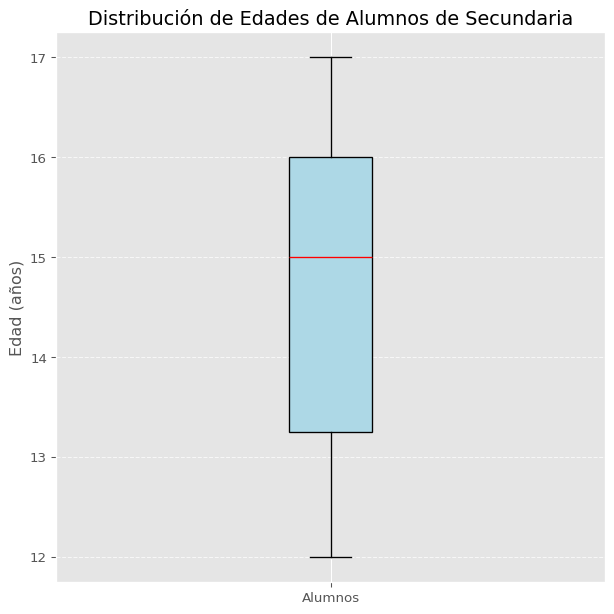 Distribución de Edades de Alumnos de Secundaria
Edad (años)
17
16
15
14
13
12
Alumnos